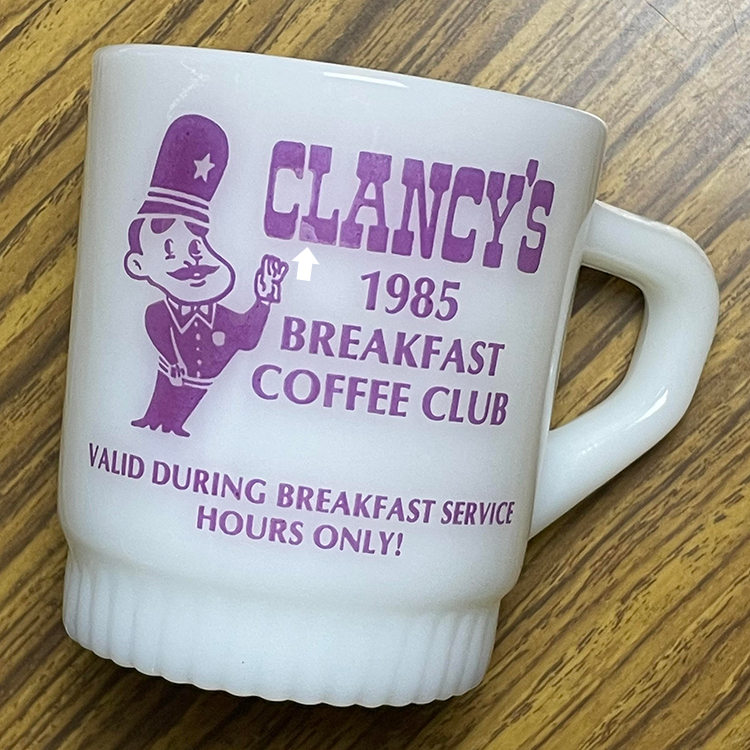 CLANCY'S
1985
BREAKFAST
COFFEE CLUB
VALID DURING BREAKFAST SERVICE
HOURS ONLY!